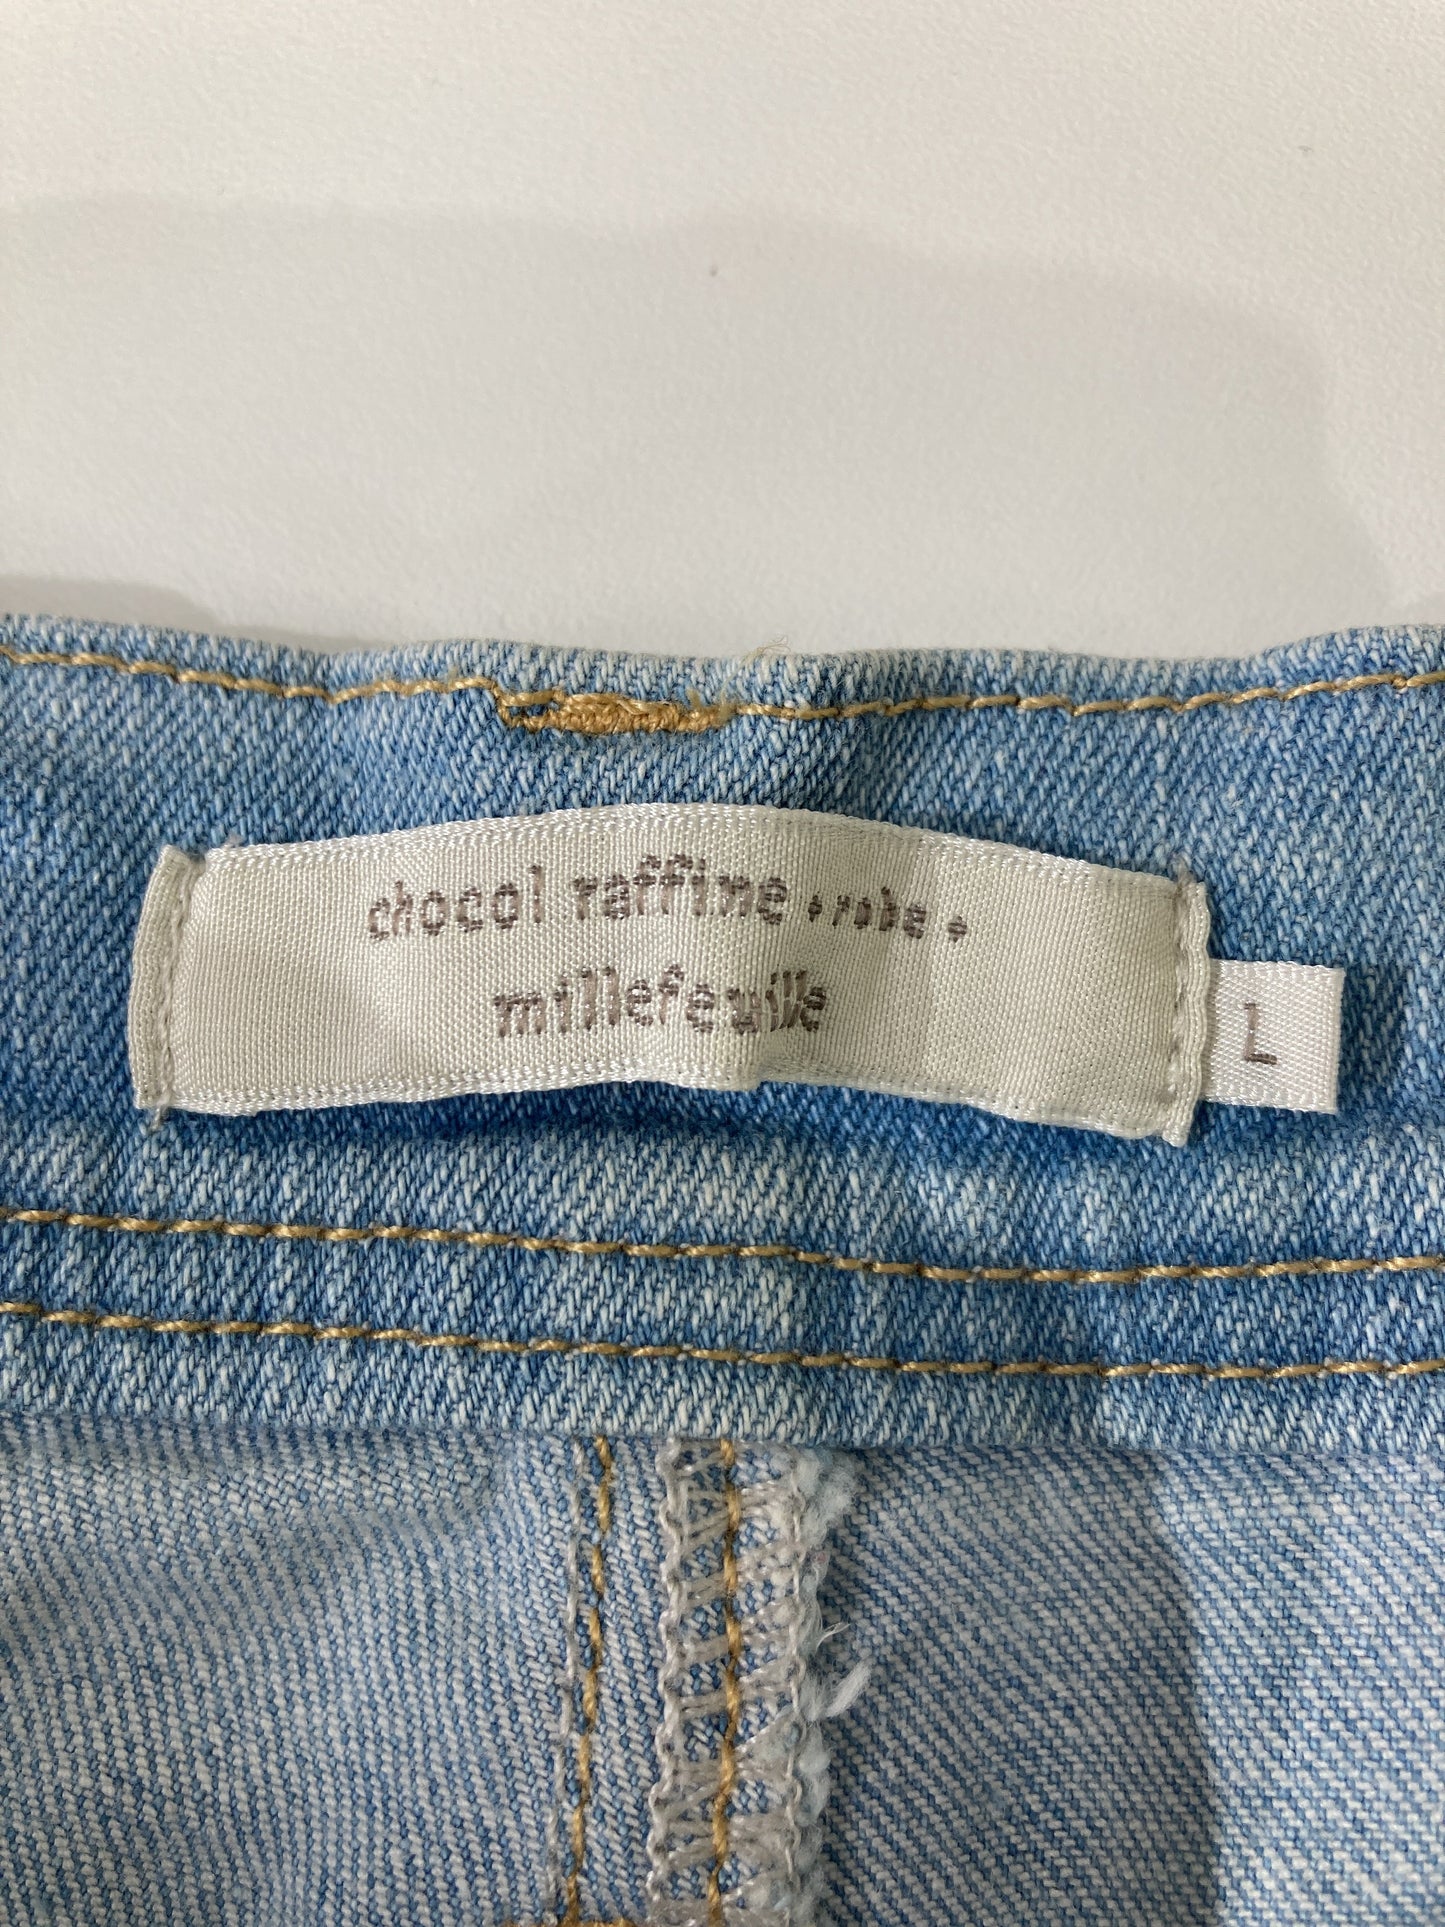 chocol raffine + robe +
millefeuille
L